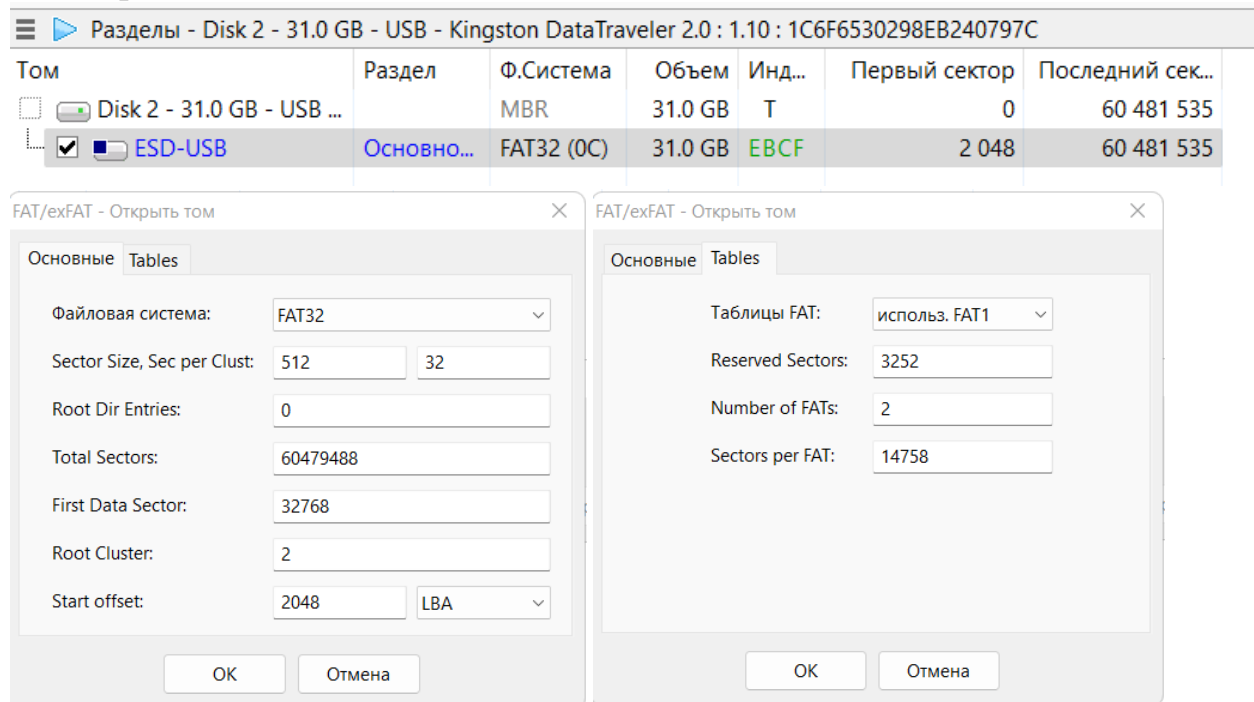 Разделы - Disk 2 - 31.0 GB - USB - Kingston DataTraveler 2.0 : 1.10 : 1C6F6530298EB240797C
Том Раздел Ф.Система Объем Инд... Первый сектор Последний сек...
Disk 2 - 31.0 GB - USB ... MBR 31.0 GB T 0 60 481 535
ESD-USB Основно... FAT32 (0C) 31.0 GB EBCF 2 048 60 481 535
FAT/exFAT - Открыть том
Основные Tables
Файловая система: FAT32
Sector Size, Sec per Clust: 512 32
Root Dir Entries: 0
Total Sectors: 60479488
First Data Sector: 32768
Root Cluster: 2
Start offset: 2048 LBA
OK Отмена
FAT/exFAT - Открыть том
Основные Tables
Таблицы FAT: использ. FAT1
Reserved Sectors: 3252
Number of FATs: 2
Sectors per FAT: 14758
OK Отмена